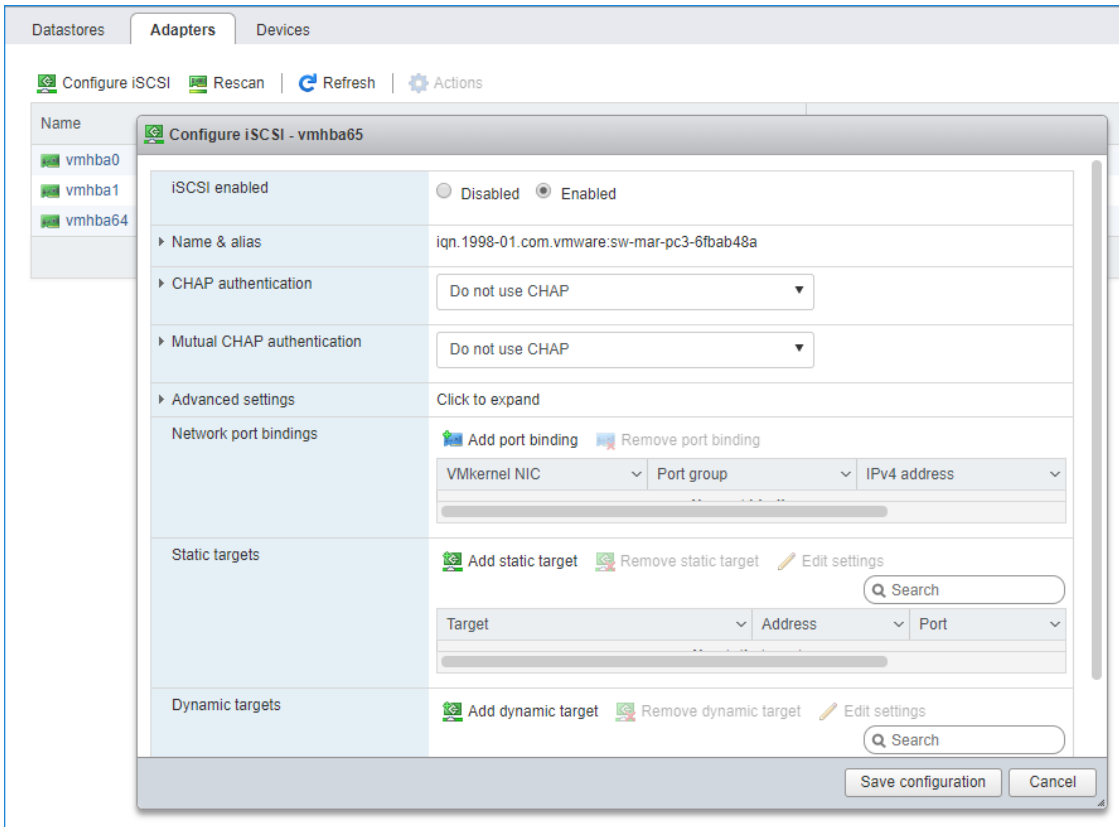 Datastores Adapters Devices
Configure iSCSI Rescan Refresh Actions
Name
Configure iSCSI - vmhba65
vmhba0
vmhba1
vmhba64
iSCSI enabled Disabled Enabled
Name & alias iqn.1998-01.com.vmware:sw-mar-pc3-6fbab48a
CHAP authentication Do not use CHAP
Mutual CHAP authentication Do not use CHAP
Advanced settings Click to expand
Network port bindings Add port binding Remove port binding
VMkernel NIC Port group IPv4 address
Static targets Add static target Remove static target Edit settings
Search
Target Address Port
Dynamic targets Add dynamic target Remove dynamic target Edit settings
Search
Save configuration Cancel